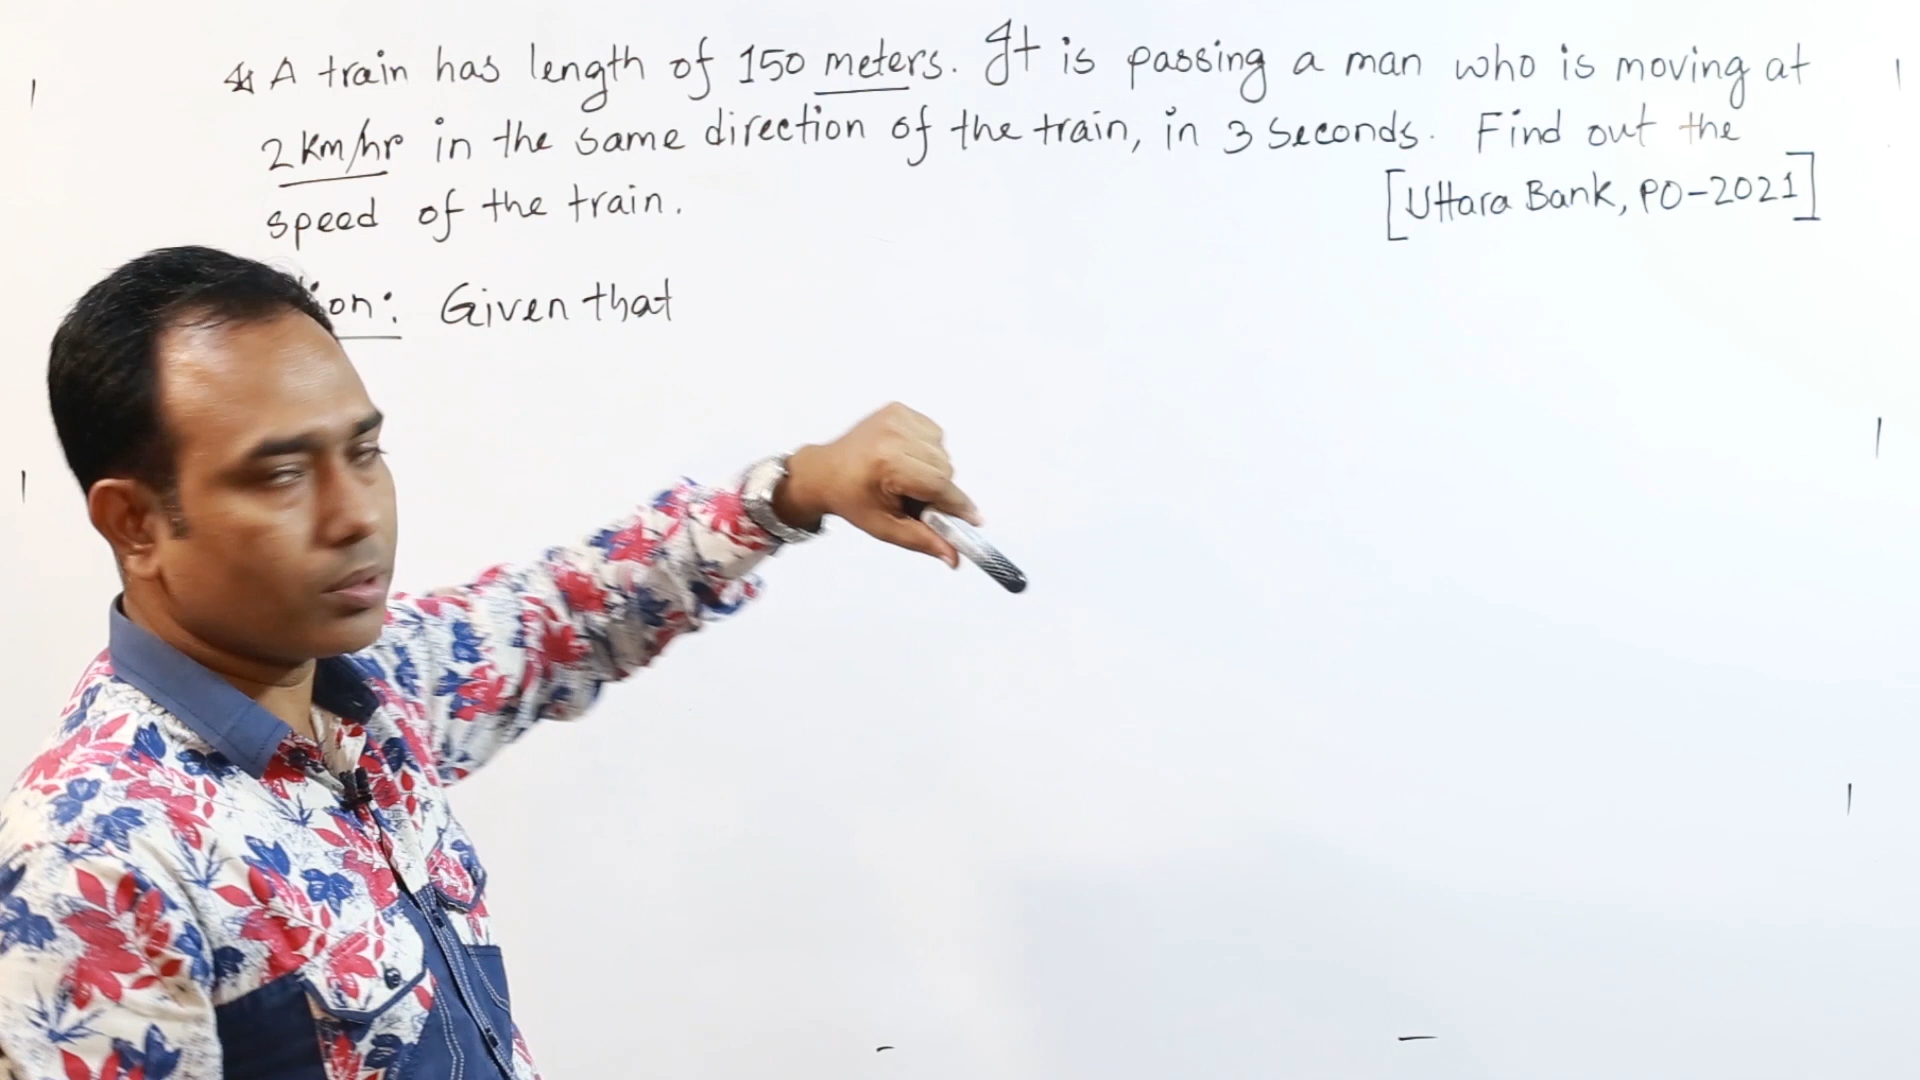 A train has length of 150 meters. It is passing a man who is moving at
2 km/hr in the same direction of the train, in 3 seconds. Find out the
speed of the train.
[Uttara Bank, PO-2021]
ion: Given that